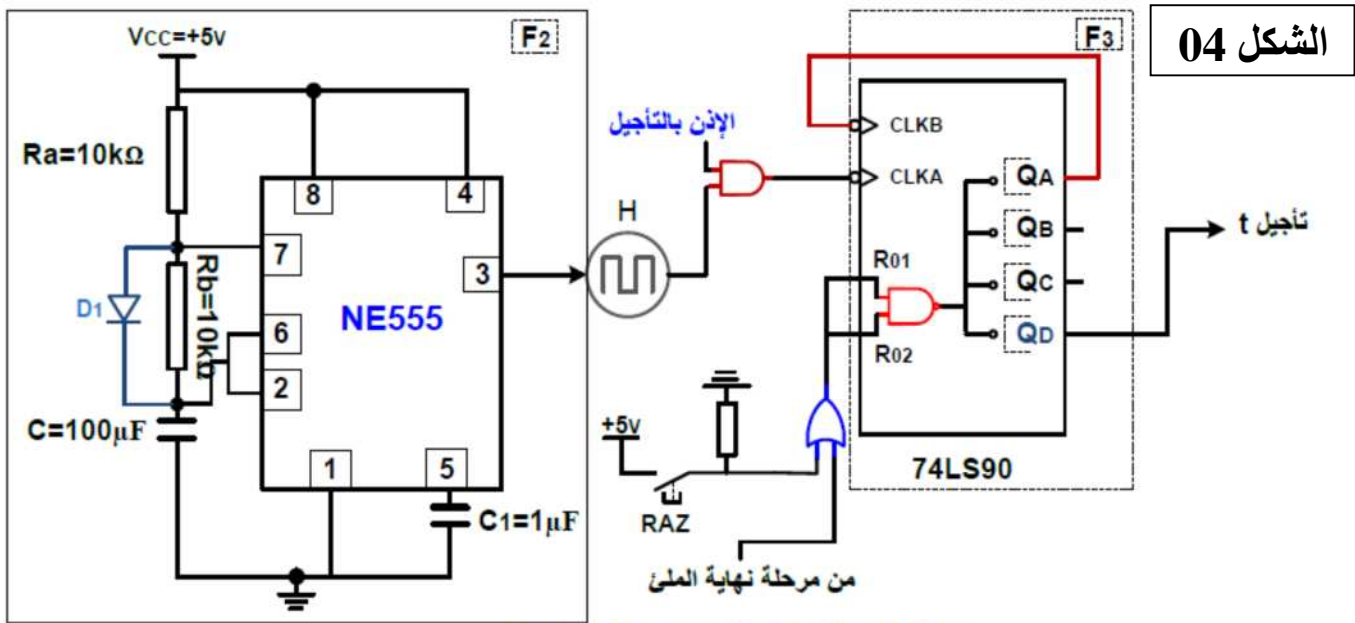 الشكل 04
VCC=+5v
F2
F3
Ra=10kΩ
8
4
7
Rb=10kΩ
D1
6
2
3
NE555
C=100µF
1
5
C1=1µF
H
الإذن بالتأجيل
CLKB
CLKA
QA
QB
QC
QD
R01
R02
تأجيل t
+5v
RAZ
74LS90
من مرحلة نهاية الملئ